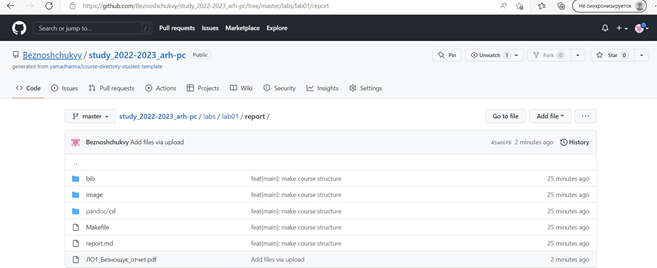 https://github.com/Beznoshchukvy/study_2022-2023_arh-pc/tree/master/labs/lab01/report
Не синхронизируется
Search or jump to... /
Pull requests Issues Marketplace Explore
Beznoshchukvy / study_2022-2023_arh-pc Public
Pin Unwatch 1 Fork 0 Star 0
generated from yamadharma/course-directory-student-template
Code Issues Pull requests Actions Projects Wiki Security Insights Settings
master study_2022-2023_arh-pc / labs / lab01 / report / Go to file Add file ...
Beznoshchukvy Add files via upload 2 minutes ago History
..
bib feat(main): make course structure 25 minutes ago
image feat(main): make course structure 25 minutes ago
pandoc/csl feat(main): make course structure 25 minutes ago
Makefile feat(main): make course structure 25 minutes ago
report.md feat(main): make course structure 25 minutes ago
ЛО1_Безнощук_отчет.pdf Add files via upload 2 minutes ago